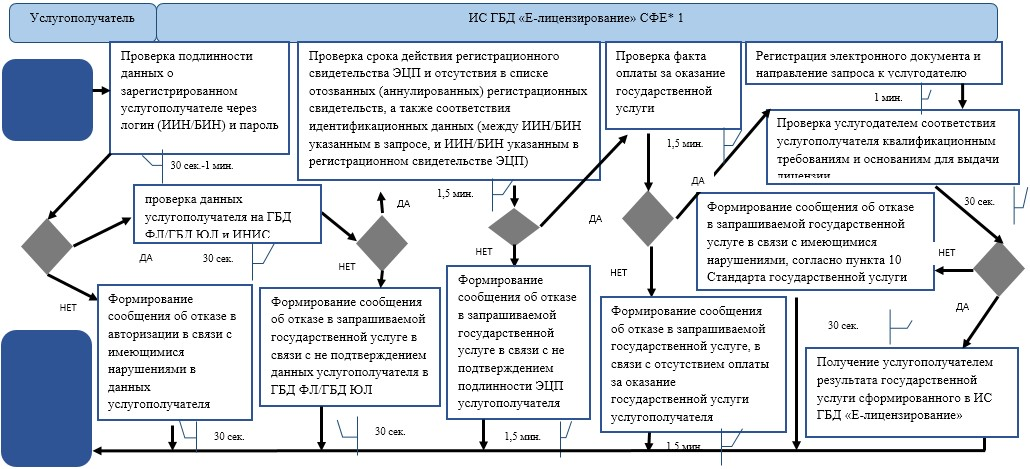 Услугополучатель
ИС ГБД «Е-лицензирование» СФЕ* 1
Проверка подлинности
данных о
зарегистрированном
услугополучателе через
логин (ИИН/БИН) и пароль
Проверка срока действия регистрационного
свидетельства ЭЦП и отсутствия в списке
отозванных (аннулированных) регистрационных
свидетельств, а также соответствия
идентификационных данных (между ИИН/БИН
указанным в запросе, и ИИН/БИН указанным в
регистрационном свидетельстве ЭЦП)
Проверка факта
оплаты за оказание
государственной
услуги
Регистрация электронного документа и
направление запроса к услугодателю
1 мин.
Проверка услугодателем соответствия
услугополучателя квалификационным
требованиям и основаниям для выдачи
лицензии
30 сек.-1 мин.
1,5 мин.
1,5 мин.
30 сек.
проверка данных
услугополучателя на ГБД
ФЛ/ГБД ЮЛ и ИНИС
ДА
30 сек.
ДА
НЕТ
НЕТ
ДА
НЕТ
ДА
НЕТ
Формирование сообщения об отказе
в запрашиваемой государственной
услуге в связи с имеющимися
нарушениями, согласно пункта 10
Стандарта государственной услуги
НЕТ
ДА
30 сек.
Формирование
сообщения об отказе в
авторизации в связи с
имеющимися
нарушениями в
данных
услугополучателя
Формирование сообщения
об отказе в запрашиваемой
государственной услуге в
связи с не подтверждением
данных услугополучателя в
ГБД ФЛ/ГБД ЮЛ
Формирование
сообщения об отказе
в запрашиваемой
государственной
услуге в связи с не
подтверждением
подлинности ЭЦП
услугополучателя
Формирование сообщения
об отказе в запрашиваемой
государственной услуге, в
связи с отсутствием оплаты
за оказание
государственной услуги
услугополучателя
Получение услугополучателем
результата государственной
услуги сформированного в ИС
ГБД «Е-лицензирование»
30 сек.
30 сек.
1,5 мин.
1,5 мин.